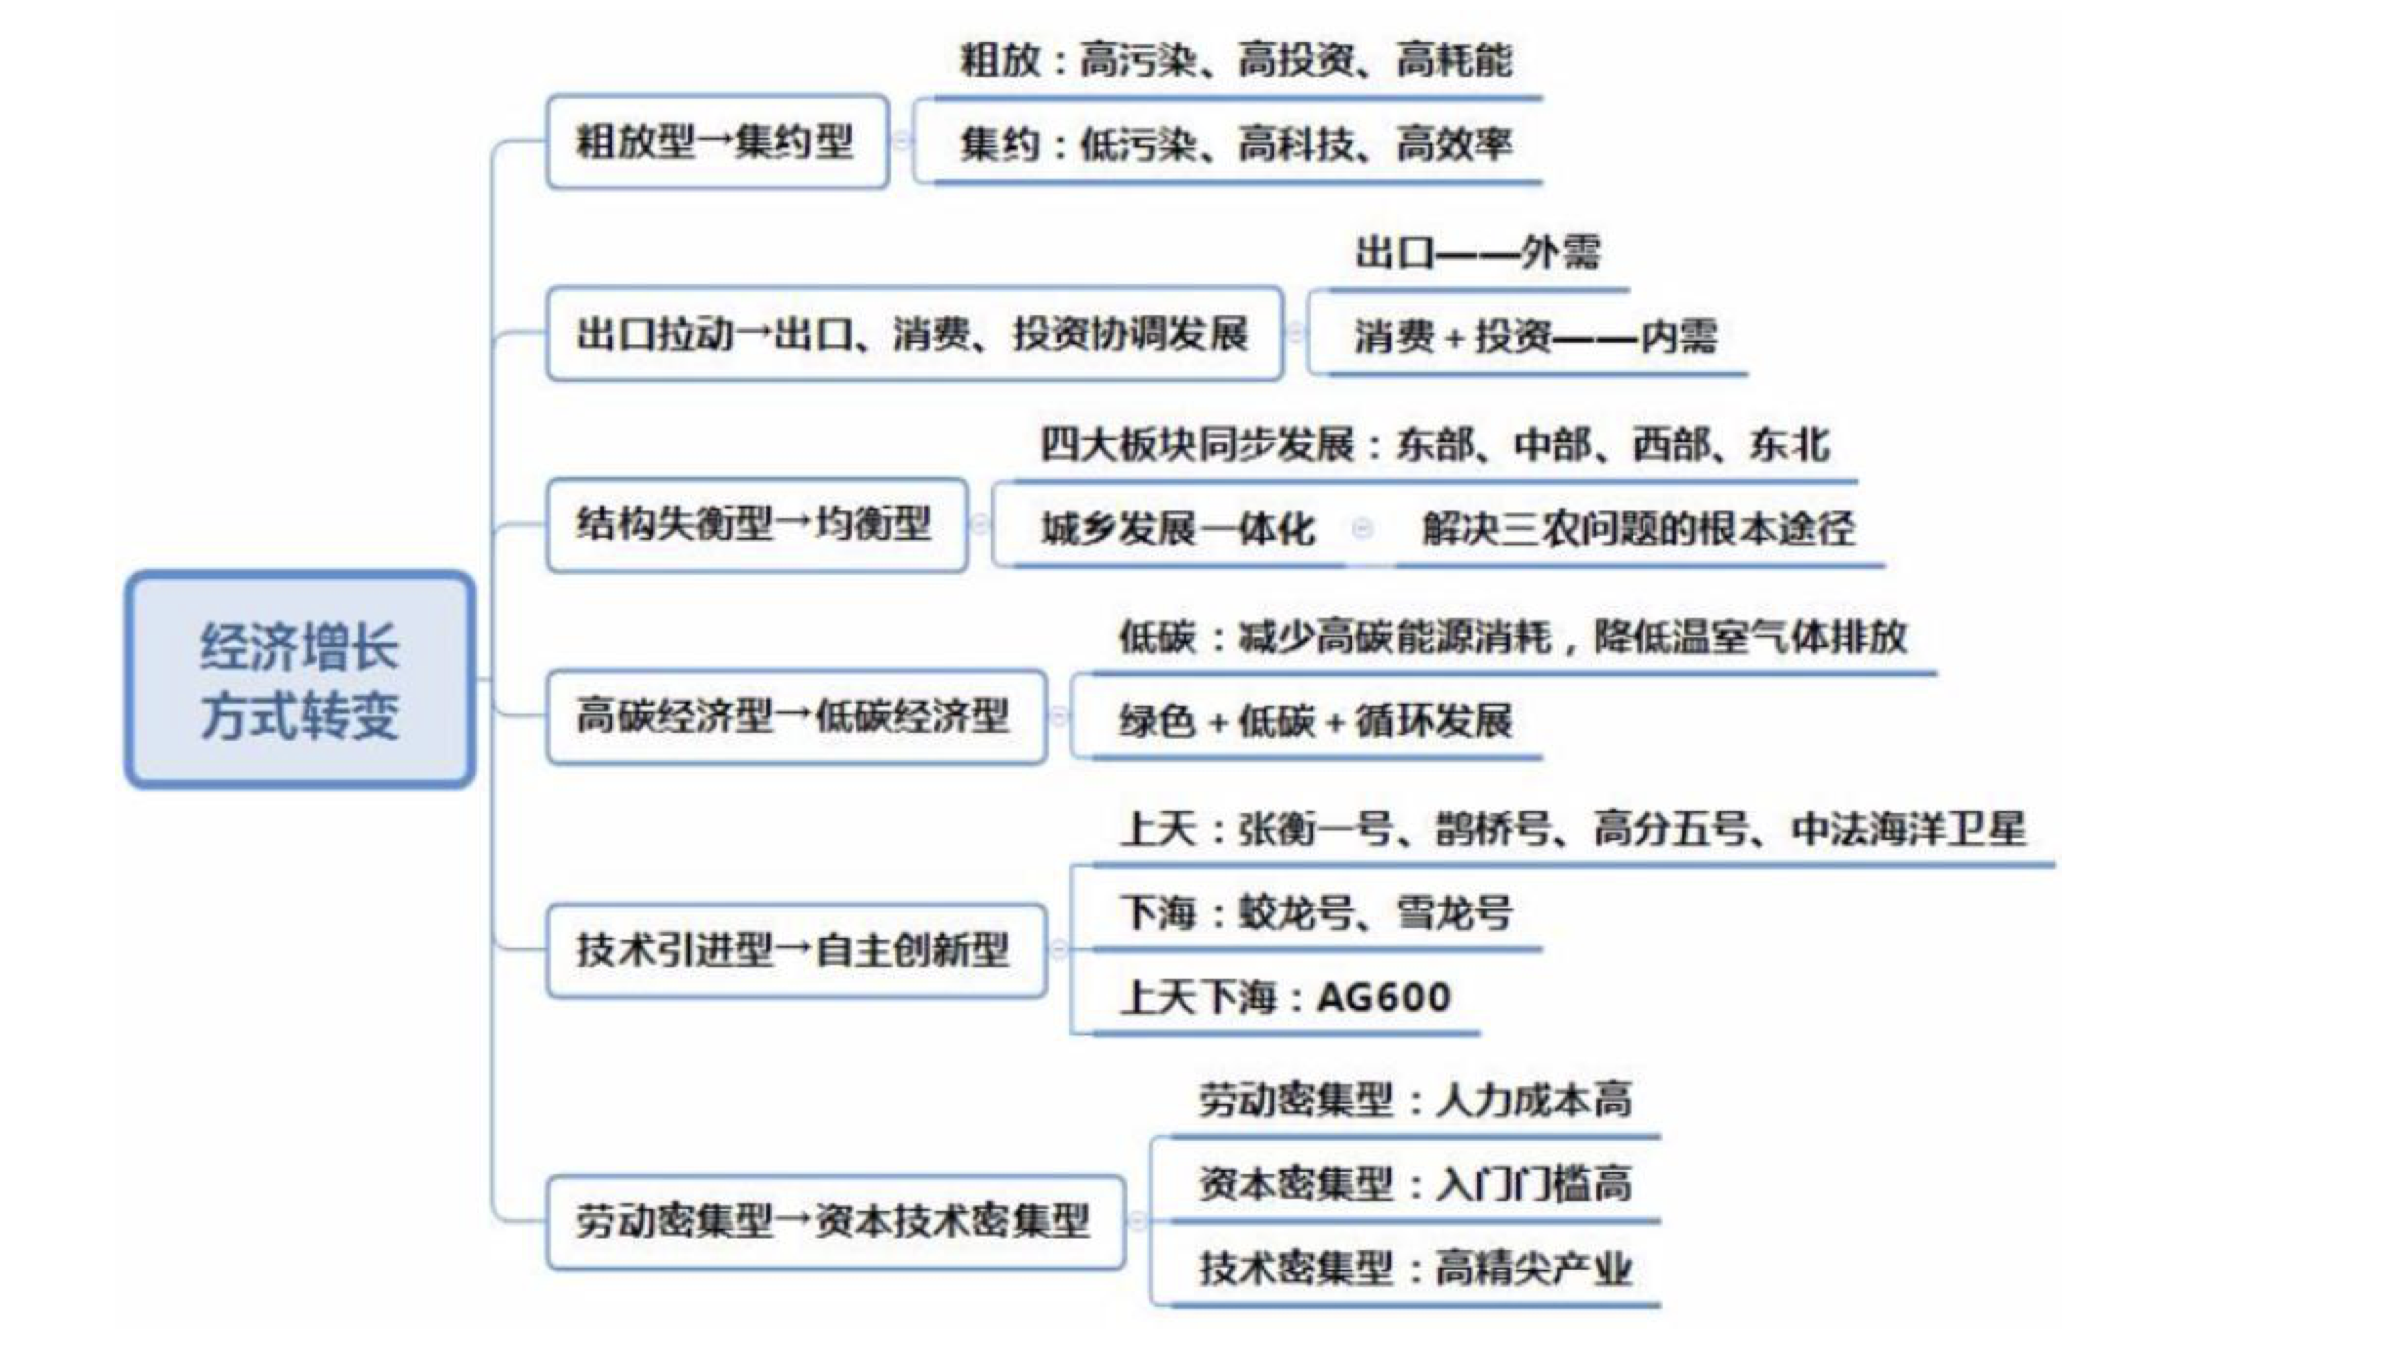 粗放：高污染、高投资、高耗能
粗放型→集约型
集约：低污染、高科技、高效率
出口——外需
出口拉动→出口、消费、投资协调发展
消费+投资——内需
四大板块同步发展：东部、中部、西部、东北
结构失衡型→均衡型
城乡发展一体化
解决三农问题的根本途径
经济增长
方式转变
低碳：减少高碳能源消耗，降低温室气体排放
高碳经济型→低碳经济型
绿色+低碳+循环发展
上天：张衡一号、鹊桥号、高分五号、中法海洋卫星
技术引进型→自主创新型
下海：蛟龙号、雪龙号
上天下海：AG600
劳动密集型：人力成本高
劳动密集型→资本技术密集型
资本密集型：入门门槛高
技术密集型：高精尖产业